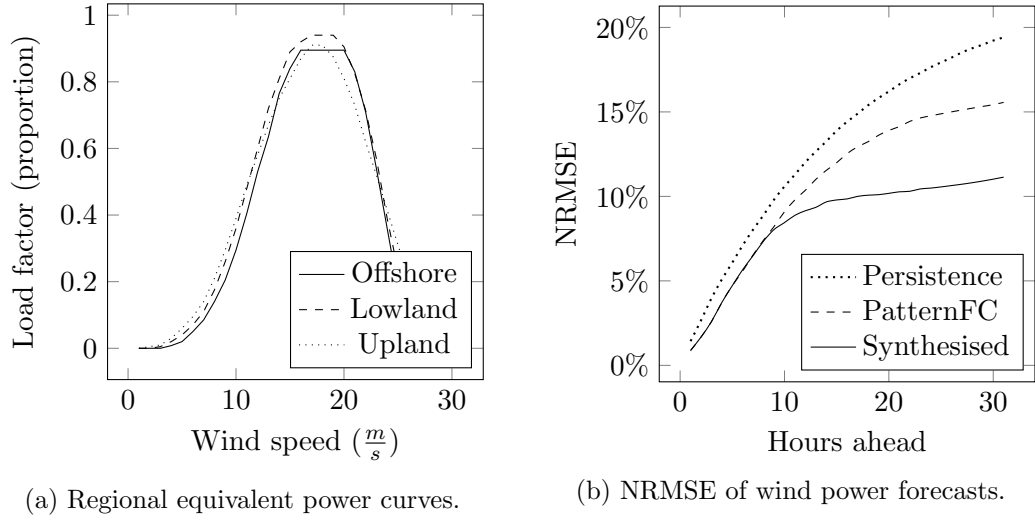 1
0.8
0.6
0.4
0.2
0
0 10 20 30
Load factor (proportion)
Wind speed (m/s)
Offshore
Lowland
Upland
(a) Regional equivalent power curves.
20%
15%
10%
5%
0%
0 10 20 30
NRMSE
Hours ahead
Persistence
PatternFC
Synthesised
(b) NRMSE of wind power forecasts.